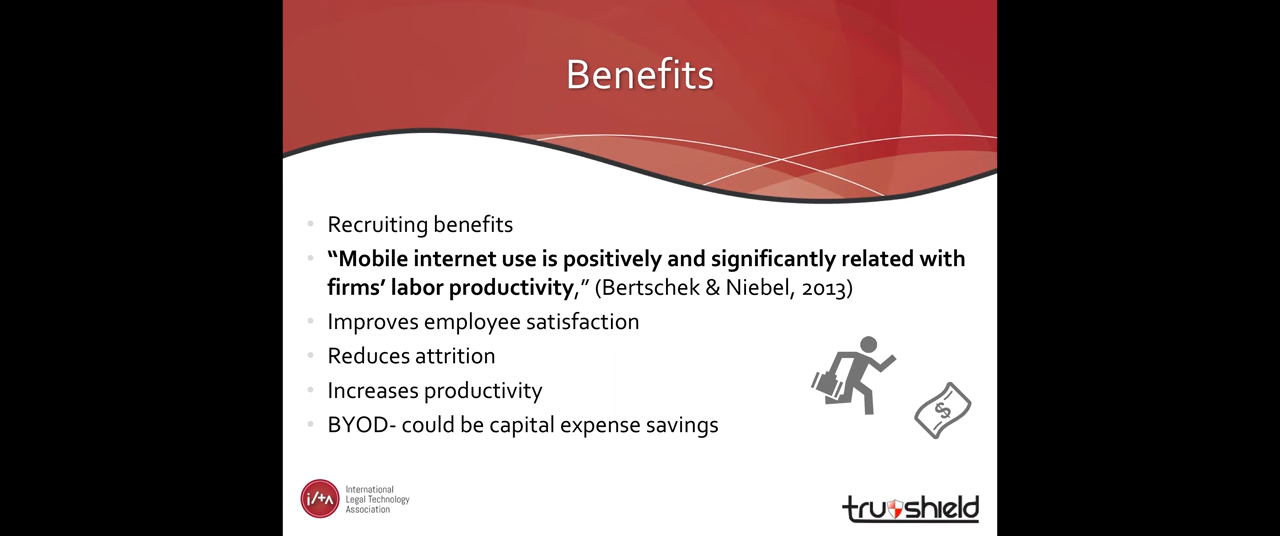 Benefits
• Recruiting benefits
• “Mobile internet use is positively and significantly related with
firms’ labor productivity,” (Bertschek & Niebel, 2013)
• Improves employee satisfaction
• Reduces attrition
• Increases productivity
• BYOD- could be capital expense savings
$
i/t∧
International
Legal Technology
Association
trushield